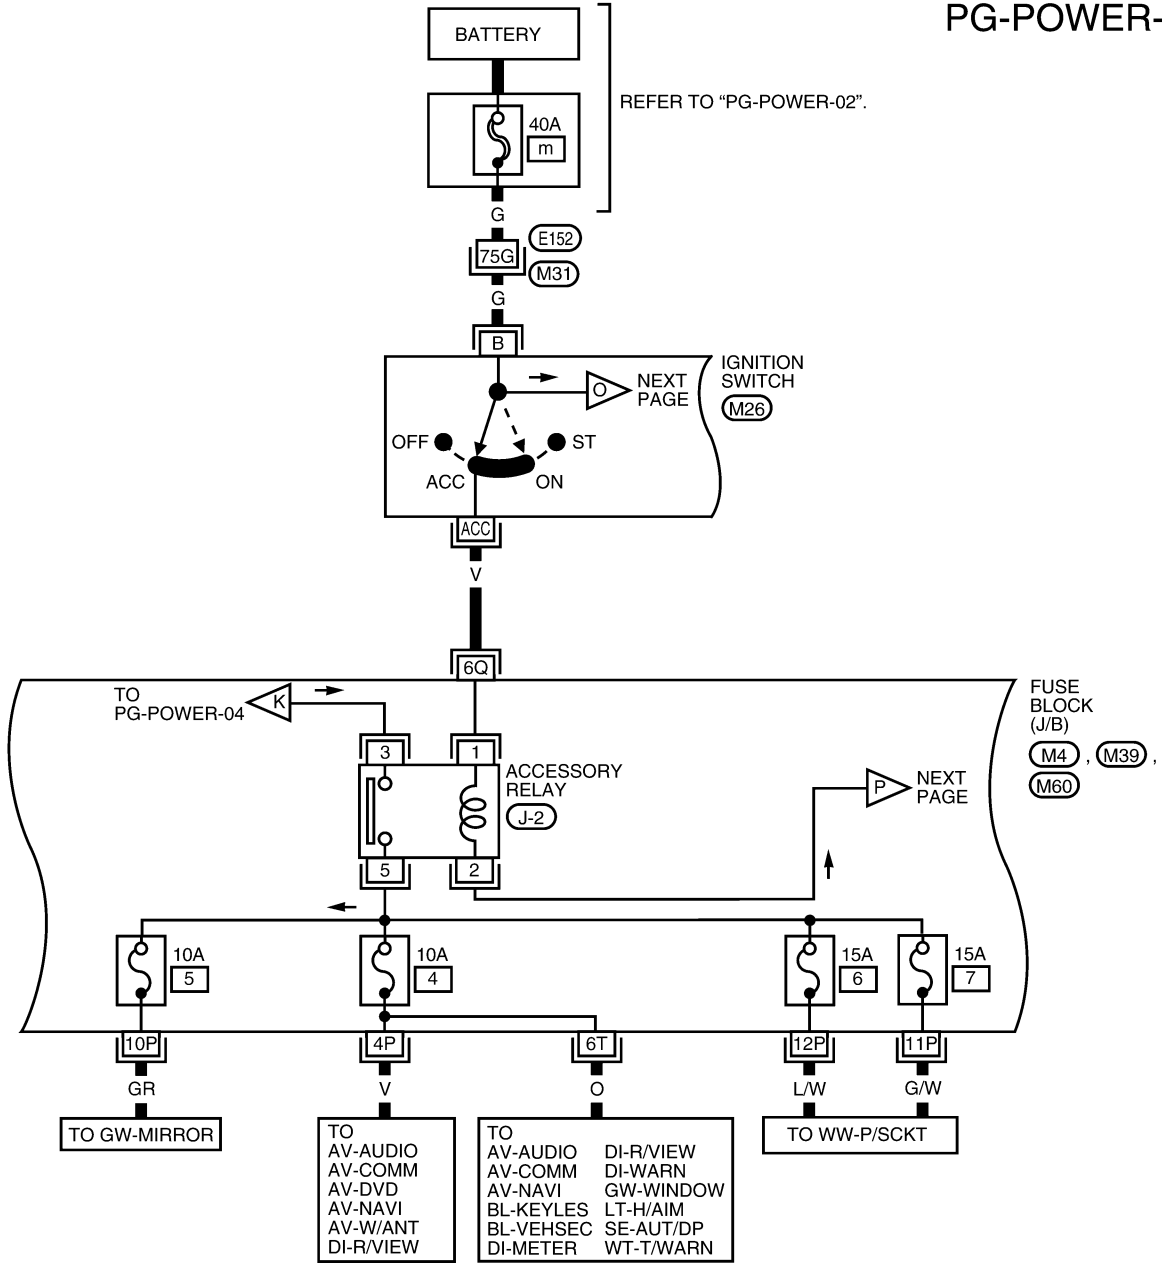 PG-POWER-
BATTERY
REFER TO “PG-POWER-02”.
40A
m
G
E152
75G
M31
G
B
IGNITION
SWITCH
M26
O
NEXT
PAGE
OFF
ST
ACC
ON
ACC
V
6Q
TO
PG-POWER-04
K
FUSE
BLOCK
(J/B)
M4 , M39 ,
M60
3
1
ACCESSORY
RELAY
J-2
P
NEXT
PAGE
5
2
10A
5
10A
4
15A
6
15A
7
10P
4P
6T
12P
11P
GR
V
O
L/W
G/W
TO GW-MIRROR
TO
AV-AUDIO
AV-COMM
AV-DVD
AV-NAVI
AV-W/ANT
DI-R/VIEW
TO
AV-AUDIO DI-R/VIEW
AV-COMM DI-WARN
AV-NAVI GW-WINDOW
BL-KEYLES LT-H/AIM
BL-VEHSEC SE-AUT/DP
DI-METER WT-T/WARN
TO WW-P/SCKT